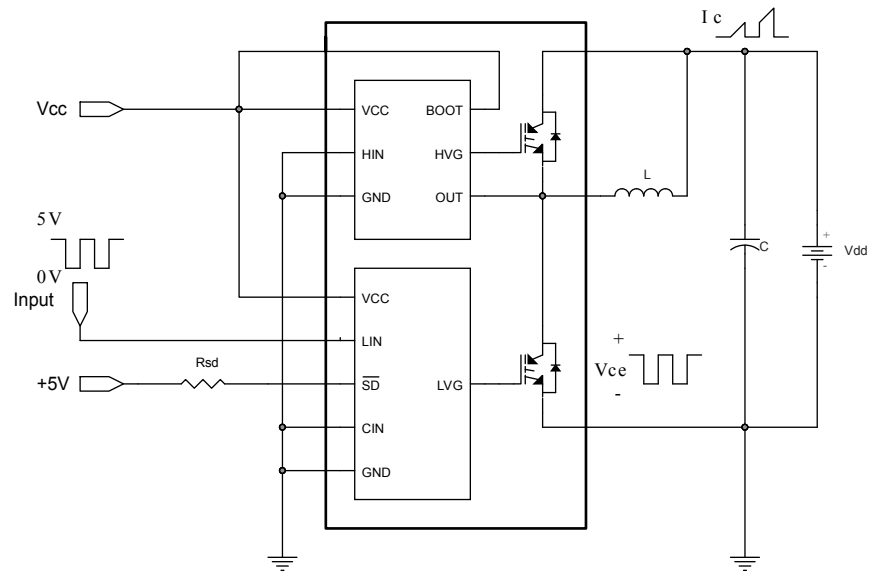 I c
Vcc
VCC
BOOT
HIN
HVG
GND
OUT
L
5V
0V
Input
+
C
Vdd
-
VCC
LIN
Rsd
+5V
SD
LVG
CIN
GND
+
Vce
-